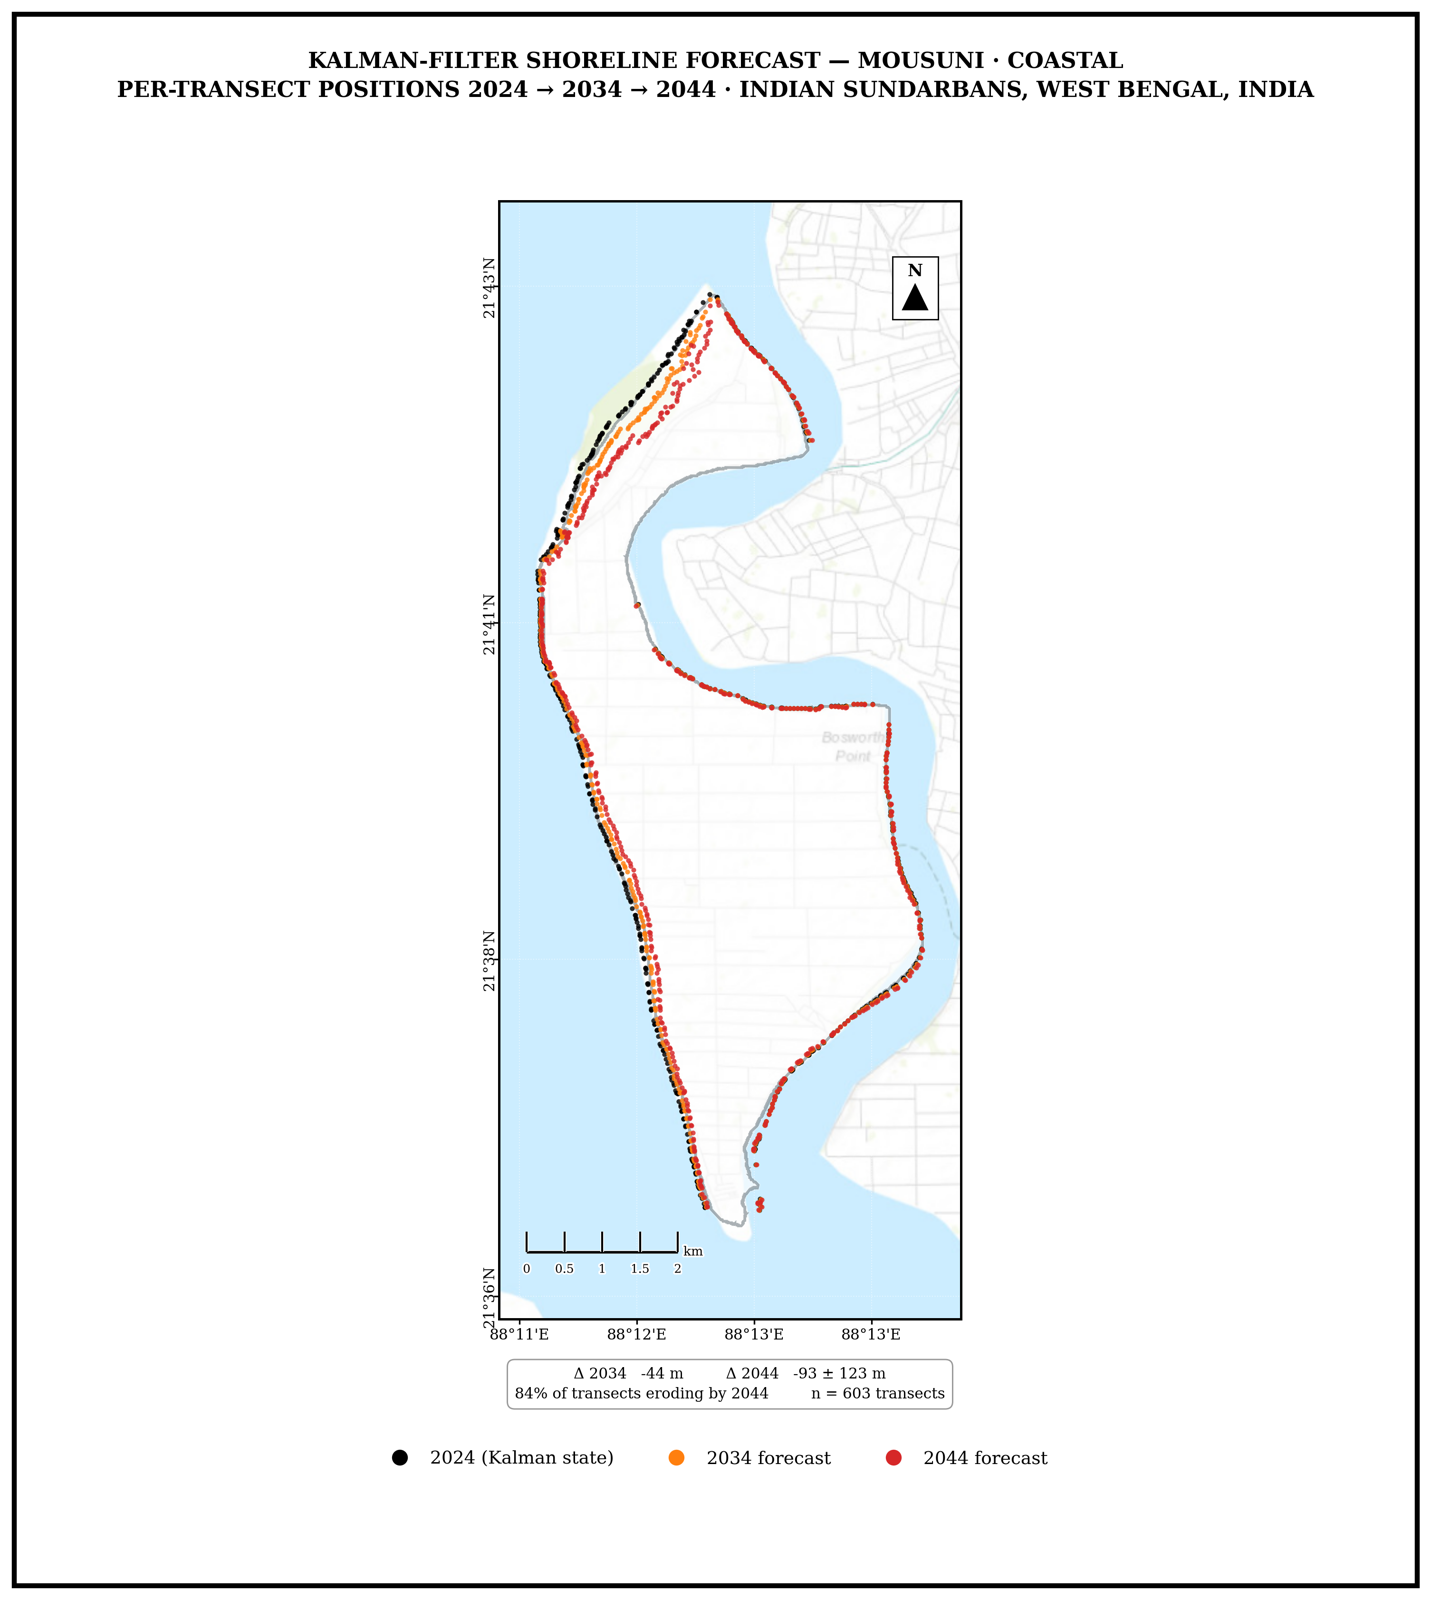 KALMAN-FILTER SHORELINE FORECAST — MOUSUNI · COASTAL
PER-TRANSECT POSITIONS 2024 → 2034 → 2044 · INDIAN SUNDARBANS, WEST BENGAL, INDIA
N
21°43'N
21°41'N
21°38'N
21°36'N
Bosworth
Point
km
0 0.5 1 1.5 2
88°11'E 88°12'E 88°13'E 88°13'E
Δ 2034 -44 m Δ 2044 -93 ± 123 m
84% of transects eroding by 2044 n = 603 transects
2024 (Kalman state) 2034 forecast 2044 forecast